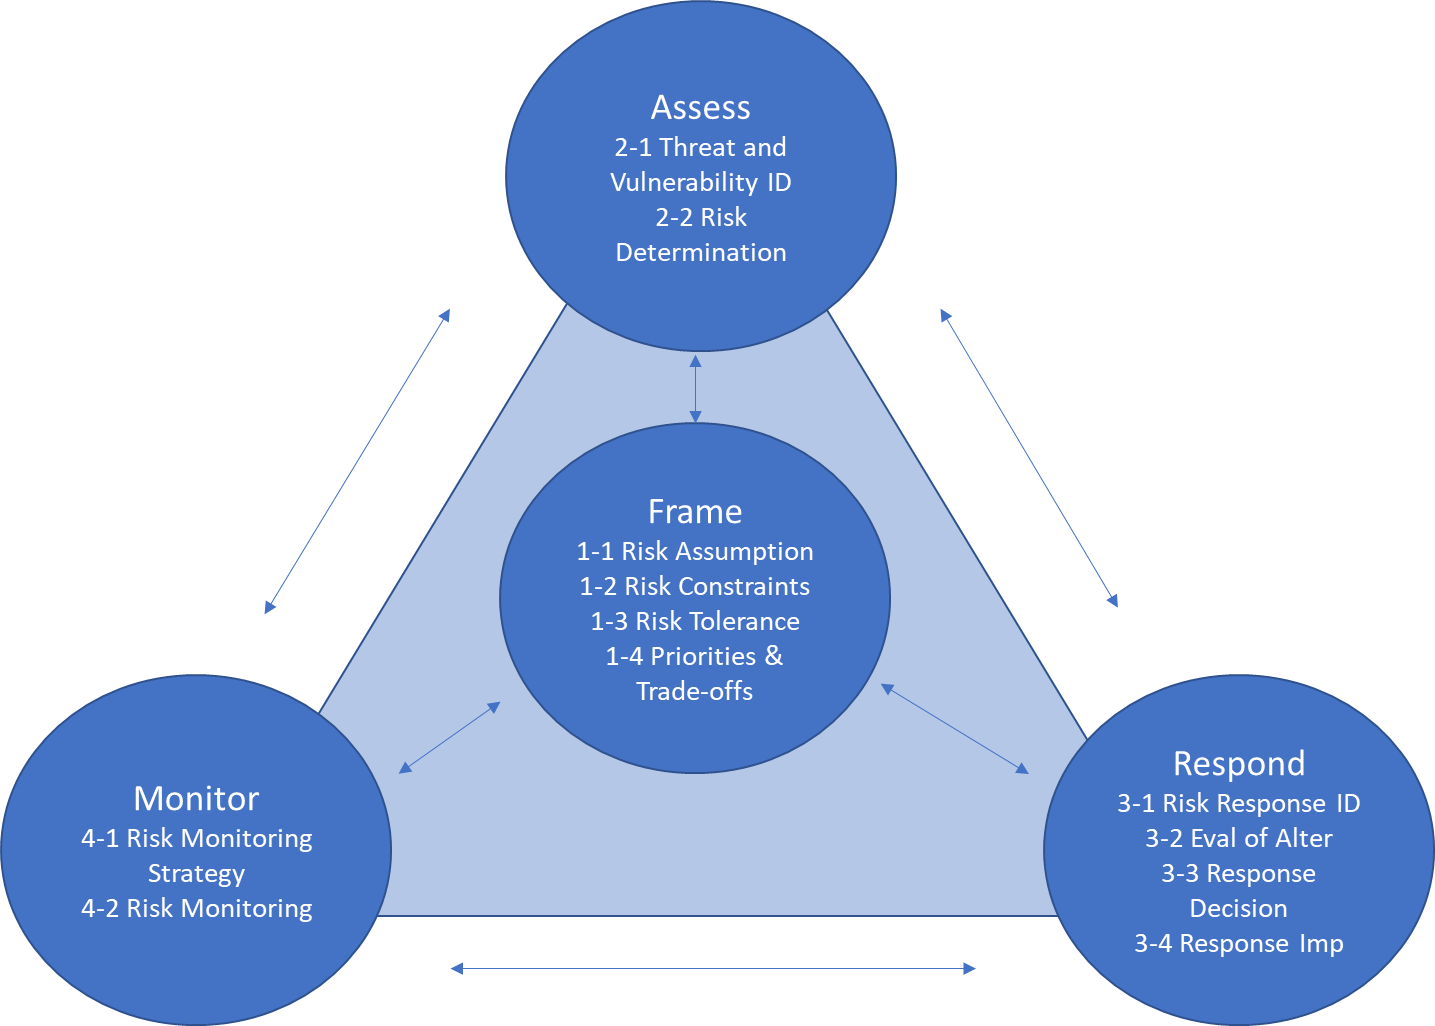 Assess
2-1 Threat and
Vulnerability ID
2-2 Risk
Determination
Frame
1-1 Risk Assumption
1-2 Risk Constraints
1-3 Risk Tolerance
1-4 Priorities &
Trade-offs
Monitor
4-1 Risk Monitoring
Strategy
4-2 Risk Monitoring
Respond
3-1 Risk Response ID
3-2 Eval of Alter
3-3 Response
Decision
3-4 Response Imp